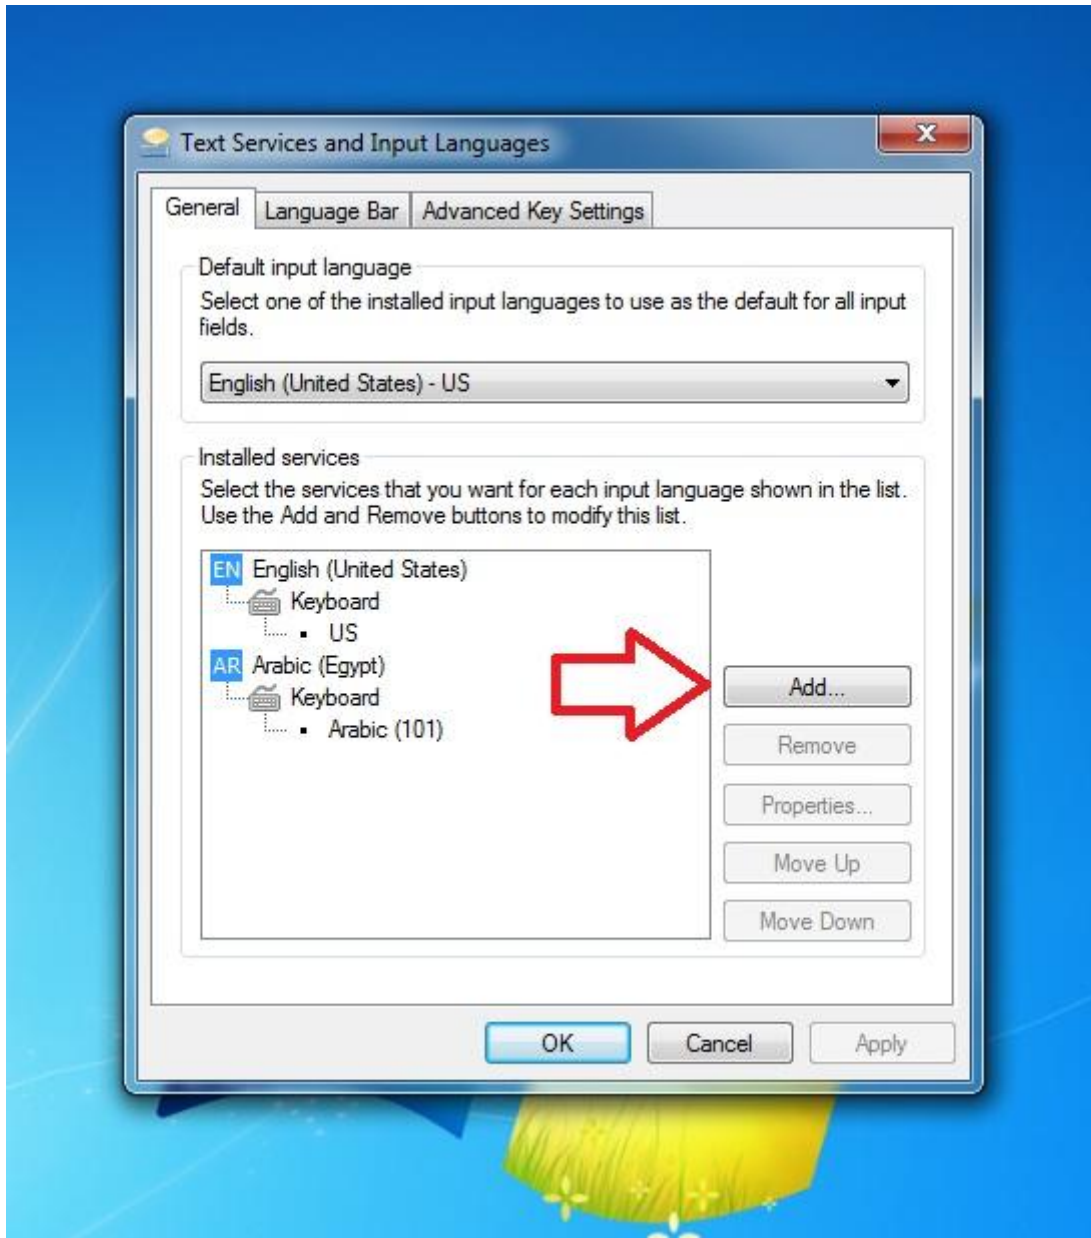 Text Services and Input Languages
General
Language Bar
Advanced Key Settings
Default input language
Select one of the installed input languages to use as the default for all input
fields.
English (United States) - US
Installed services
Select the services that you want for each input language shown in the list.
Use the Add and Remove buttons to modify this list.
EN English (United States)
Keyboard
US
AR Arabic (Egypt)
Keyboard
Arabic (101)
Add...
Remove
Properties...
Move Up
Move Down
OK
Cancel
Apply